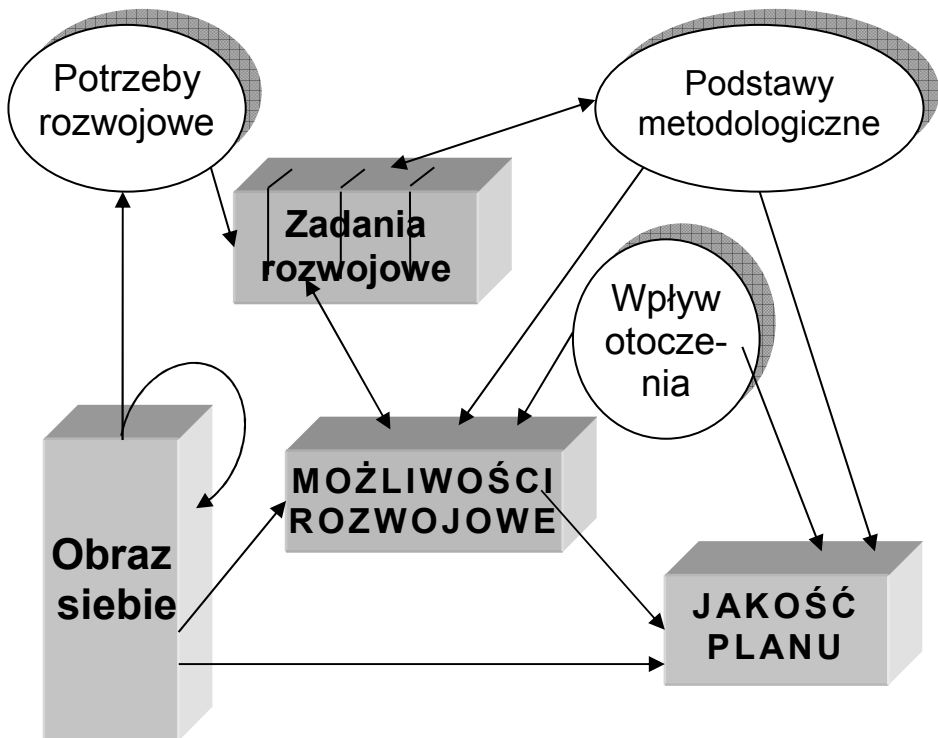 Potrzeby
rozwojowe
Podstawy
metodologiczne
Zadania
rozwojowe
Wpływ
otocze-
nia
MOŻLIWOŚCI
ROZWOJOWE
Obraz
siebie
JAKOŚĆ
PLANU